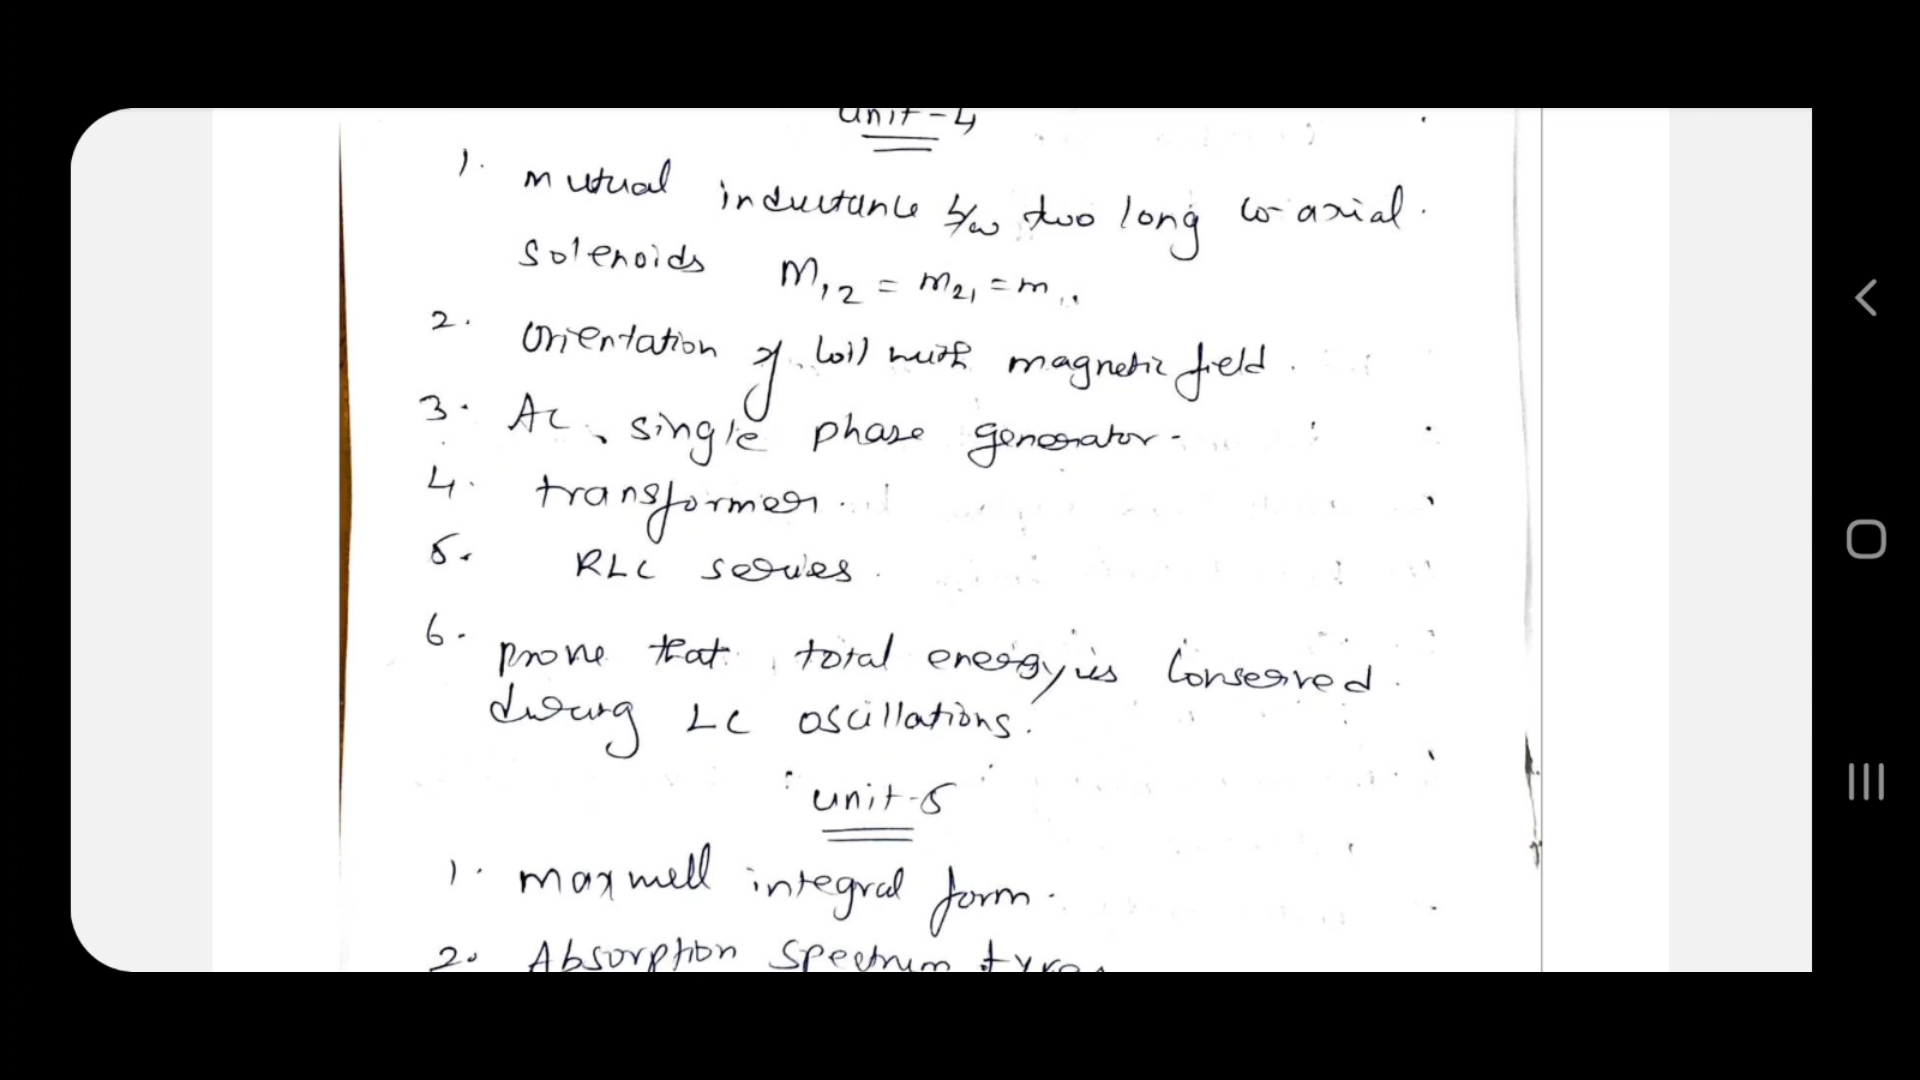 Unit-4
1. mutual inductance b/w two long co-axial.
solenoids M12 = M21 = m
2. Orientation of coil with magnetic field.
3. AC, single phase generator-
4. transformer.
5. RLC series.
6. prove that total energy is conserved.
during LC oscillations.
unit-5
1. maxwell integral form.
2. Absorption spectrum types